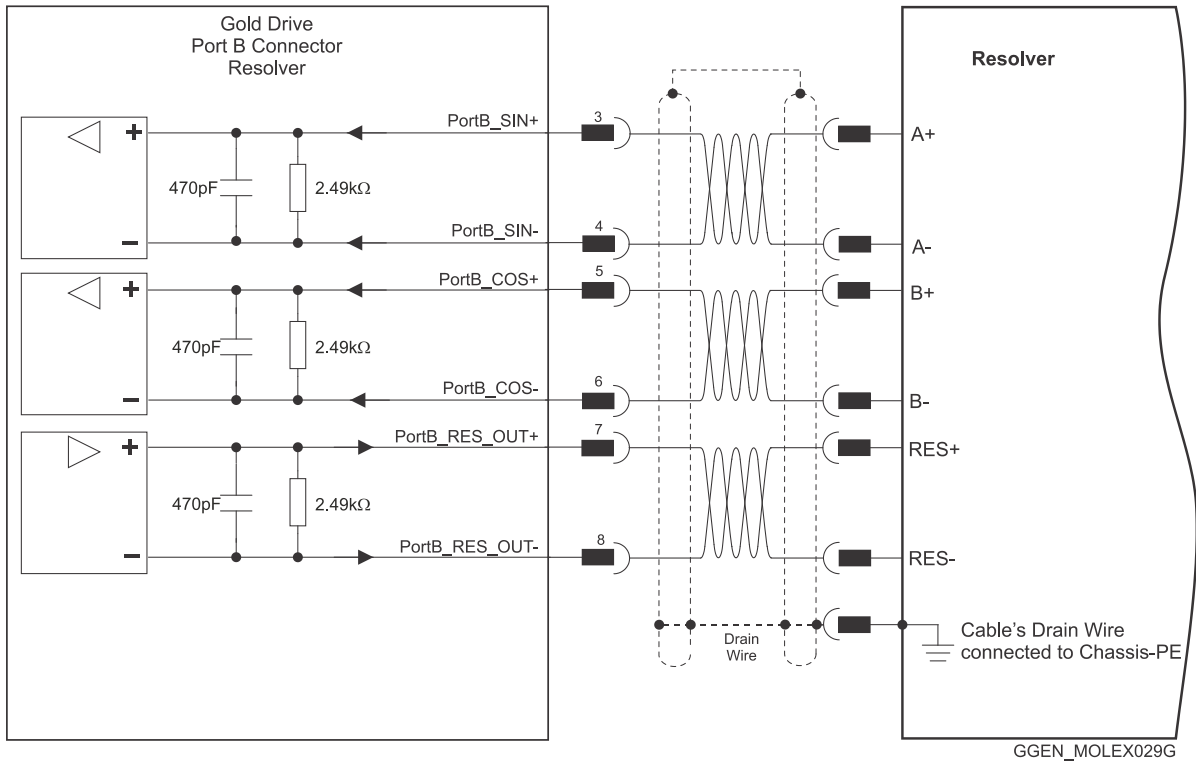 Gold Drive
Port B Connector
Resolver
Resolver
PortB_SIN+
3
A+
+
470pF
2.49kΩ
PortB_SIN-
4
A-
−
PortB_COS+
5
B+
+
470pF
2.49kΩ
PortB_COS-
6
B-
−
PortB_RES_OUT+
7
RES+
+
470pF
2.49kΩ
PortB_RES_OUT-
8
RES-
−
Drain
Wire
Cable's Drain Wire
connected to Chassis-PE
GGEN_MOLEX029G